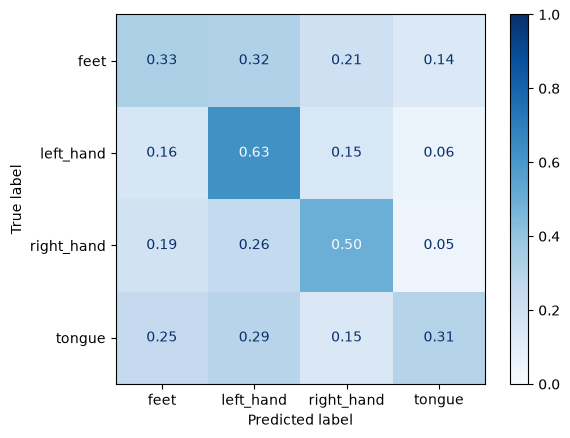 1.0
feet 0.33 0.32 0.21 0.14
0.8
left_hand 0.16 0.63 0.15 0.06
0.6
True label
0.4
right_hand 0.19 0.26 0.50 0.05
0.2
tongue 0.25 0.29 0.15 0.31
0.0
feet left_hand right_hand tongue
Predicted label